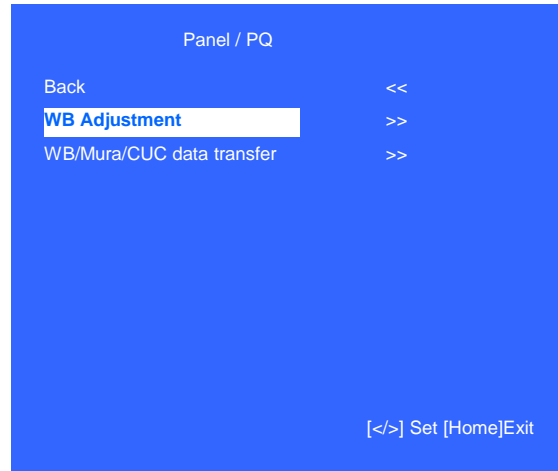 Panel / PQ
Back <<
WB Adjustment >>
WB/Mura/CUC data transfer >>
[</>] Set [Home]Exit